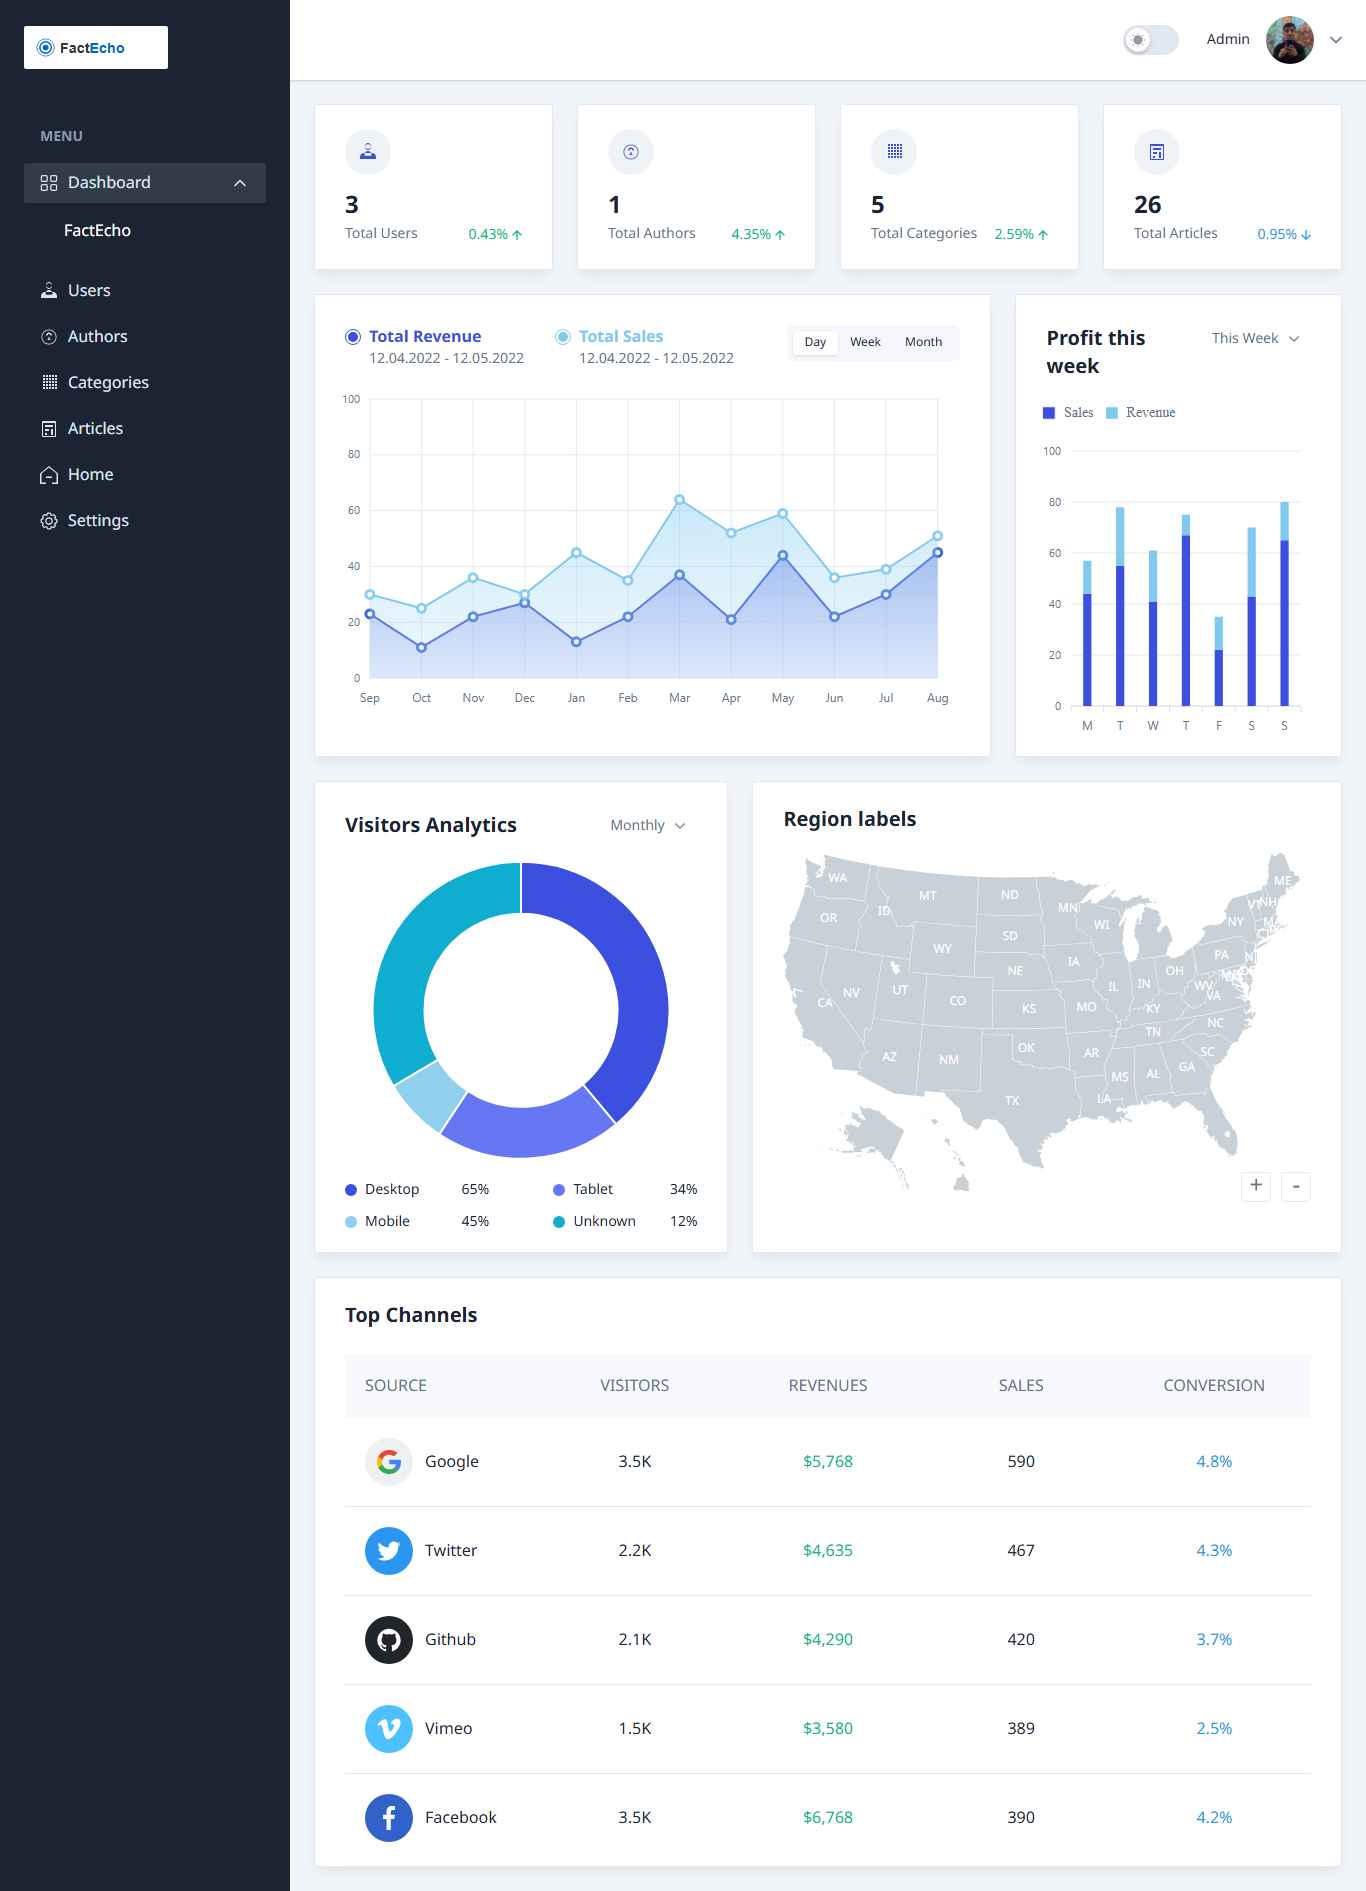 FactEcho
Admin
MENU
Dashboard
FactEcho
Users
Authors
Categories
Articles
Home
Settings
3
Total Users 0.43%
1
Total Authors 4.35%
5
Total Categories 2.59%
26
Total Articles 0.95%
Total Revenue
12.04.2022 - 12.05.2022
Total Sales
12.04.2022 - 12.05.2022
Day Week Month
100
80
60
40
20
0
Sep Oct Nov Dec Jan Feb Mar Apr May Jun Jul Aug
Profit this
week
This Week
Sales Revenue
100
80
60
40
20
0
M T W T F S S
Visitors Analytics
Monthly
Desktop 65% Tablet 34%
Mobile 45% Unknown 12%
Region labels
WA MT ND MN ME
OR ID SD WI NY VT NH
WY IA PA
NE OH
NV UT CO IL IN WV
CA KS MO KY VA
OK TN NC
AZ NM AR SC
MS AL GA
TX LA
+ -
Top Channels
SOURCE VISITORS REVENUES SALES CONVERSION
Google 3.5K $5,768 590 4.8%
Twitter 2.2K $4,635 467 4.3%
Github 2.1K $4,290 420 3.7%
Vimeo 1.5K $3,580 389 2.5%
Facebook 3.5K $6,768 390 4.2%